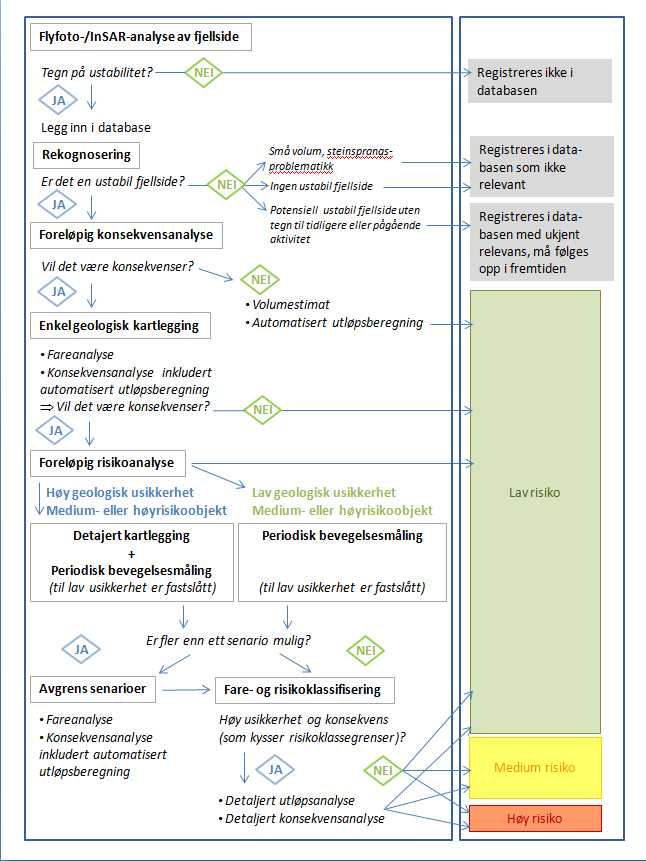 Flyfoto-/InSAR-analyse av fjellside
Tegn på ustabilitet?
NEI
Registreres ikke i
databasen
JA
Legg inn i database
Rekognosering
Små volum, steinsprangs-
problematikk
Registreres i data-
basen som ikke
relevant
Er det en ustabil fjellside?
NEI
Ingen ustabil fjellside
JA
Potensiell ustabil fjellside uten
tegn til tidligere eller pågående
aktivitet
Registreres i data-
basen med ukjent
relevans, må følges
opp i fremtiden
Foreløpig konsekvensanalyse
Vil det være konsekvenser?
NEI
JA
• Volumestimat
• Automatisert utløpsberegning
Enkel geologisk kartlegging
• Fareanalyse
• Konsekvensanalyse inkludert
automatisert utløpsberegning
⇒ Vil det være konsekvenser?
NEI
JA
Foreløpig risikoanalyse
Lav risiko
Høy geologisk usikkerhet
Medium- eller høyrisikoobjekt
Lav geologisk usikkerhet
Medium- eller høyrisikoobjekt
Detajert kartlegging
+
Periodisk bevegelsesmåling
(til lav usikkerhet er fastslått)
Periodisk bevegelsesmåling
(til lav usikkerhet er fastslått)
Er fler enn ett senario mulig?
JA
NEI
Avgrens senarioer
Fare- og risikoklassifisering
• Fareanalyse
• Konsekvensanalyse
inkludert automatisert
utløpsberegning
Høy usikkerhet og konsekvens
(som kysser risikoklassegrenser)?
JA
NEI
Medium risiko
• Detaljert utløpsanalyse
• Detaljert konsekvensanalyse
Høy risiko